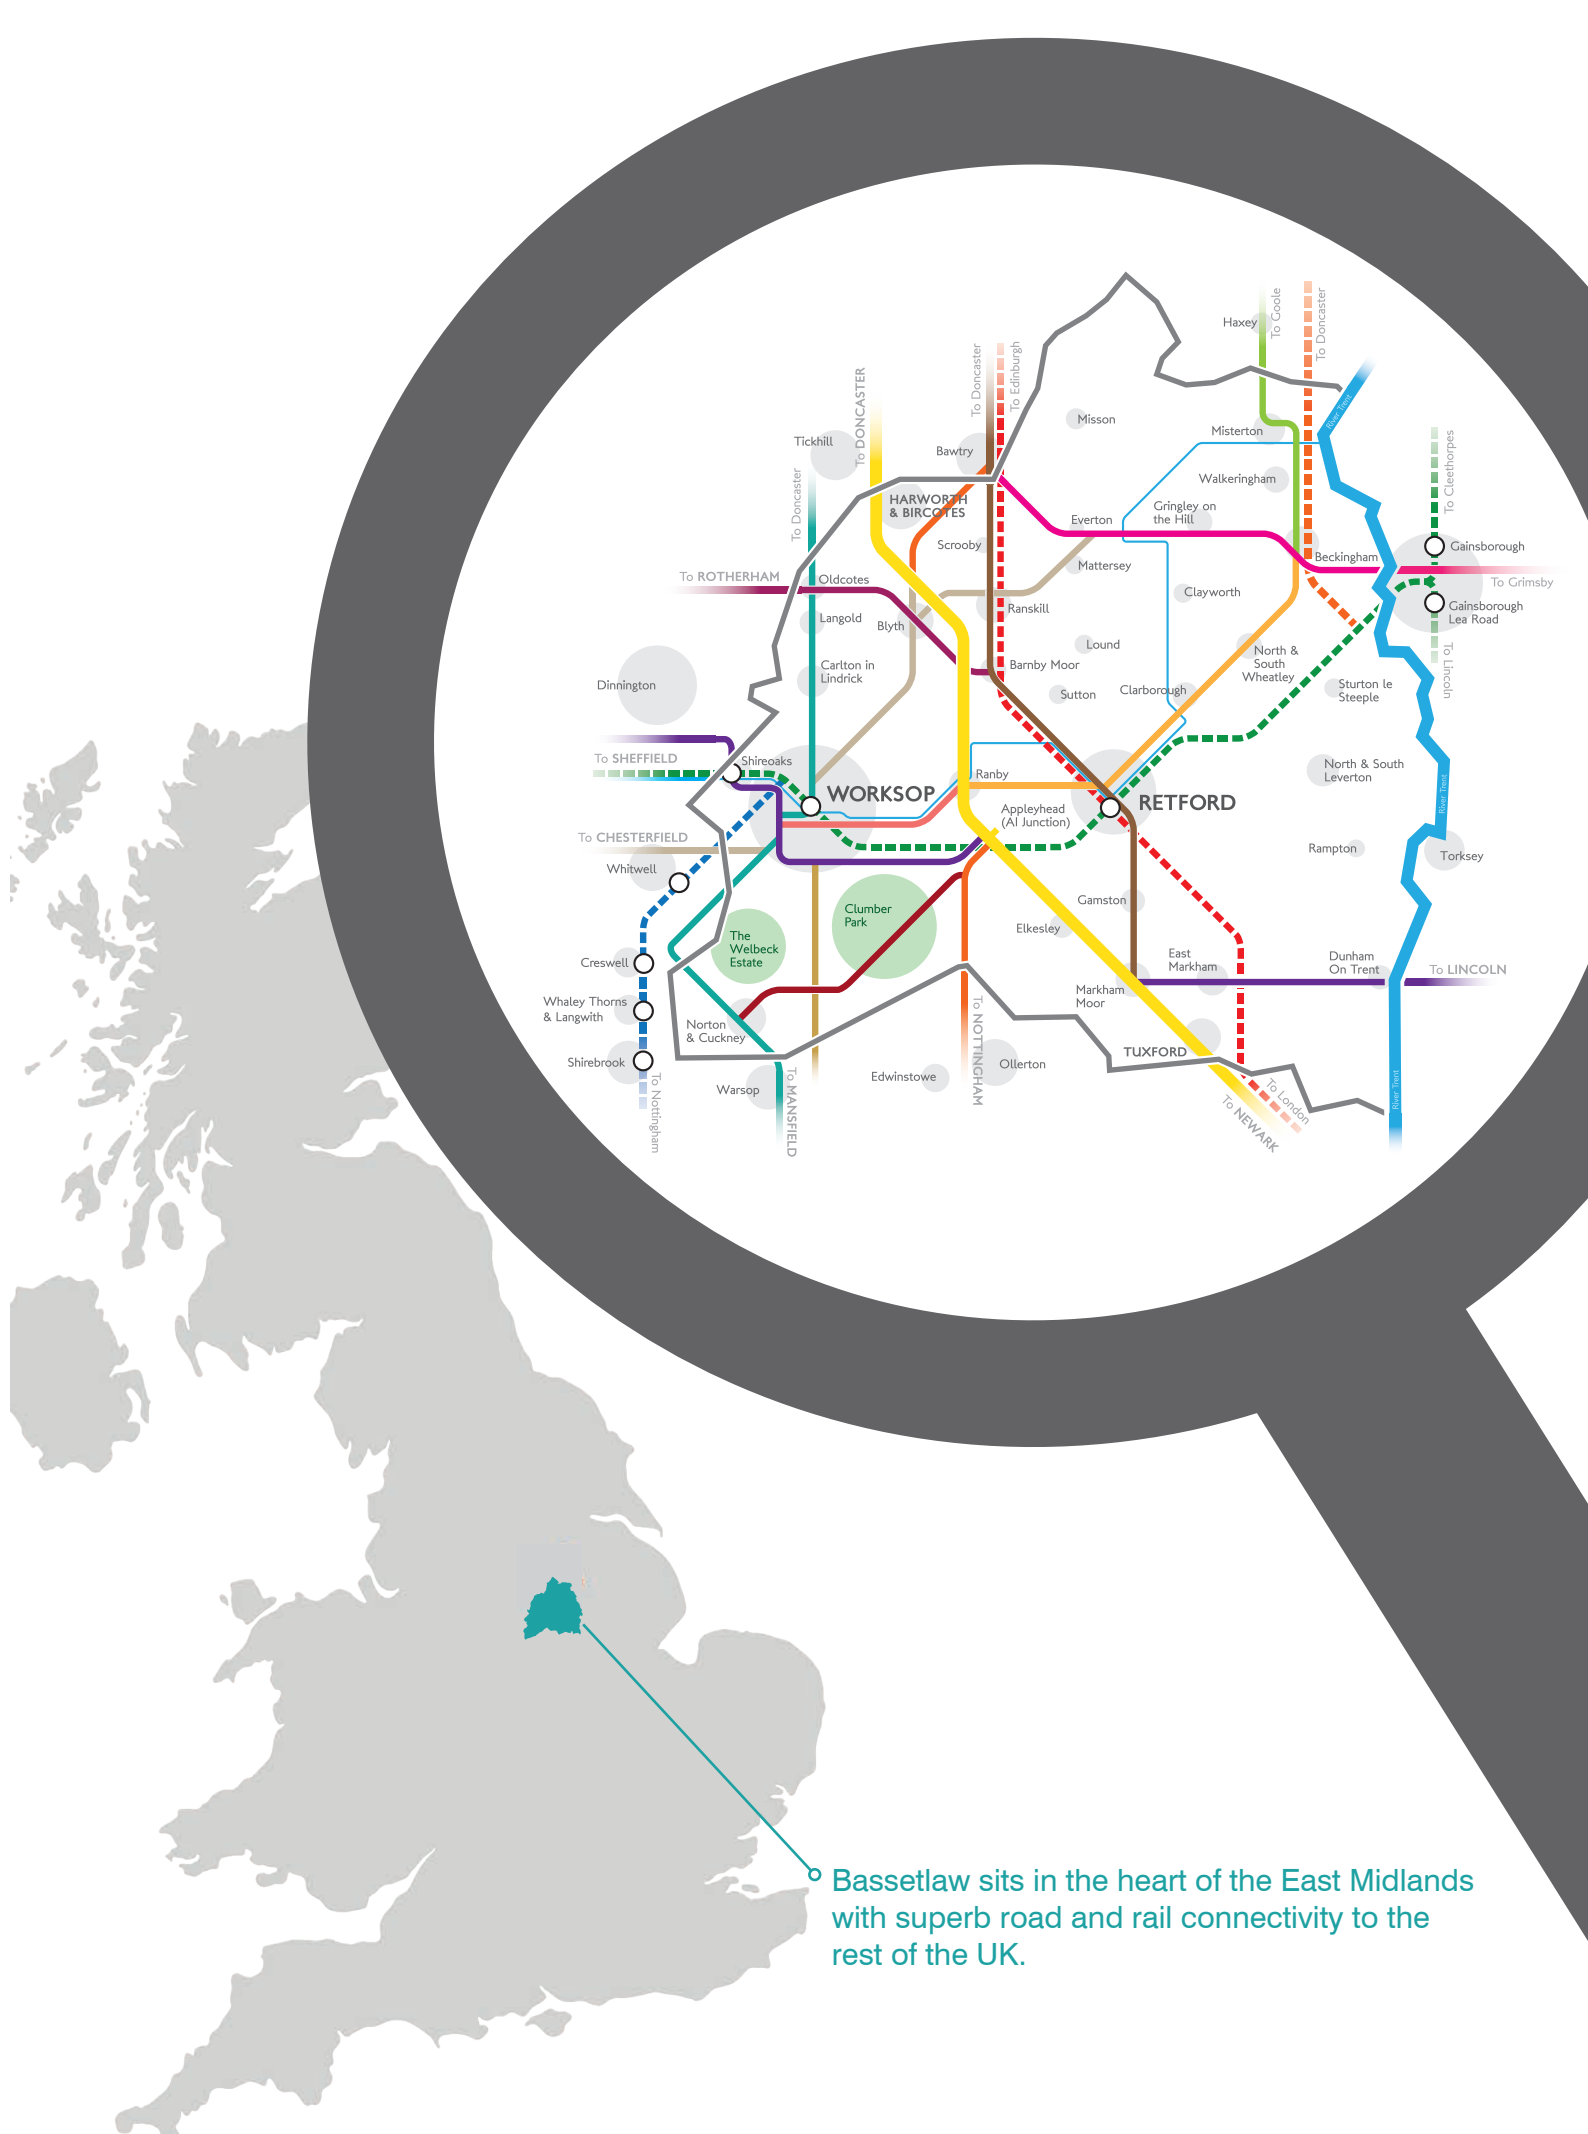 Haxey
To Goole
To Doncaster
To Doncaster
To Edinburgh
To DONCASTER
Tickhill
Bawtry
Misson
Misterton
River Trent
To Cleethorpes
To Doncaster
HARWORTH
& BIRCOTES
Walkeringham
Gringley on
the Hill
Everton
Scrooby
Beckingham
Gainsborough
Mattersey
To ROTHERHAM
Oldcotes
To Grimsby
Clayworth
Ranskill
Gainsborough
Lea Road
Langold
Blyth
Lound
North &
South
Wheatley
To Lincoln
Carlton in
Lindrick
Barnby Moor
Dinnington
Sutton
Clarborough
Sturton le
Steeple
To SHEFFIELD
Shireoaks
Ranby
North & South
Leverton
WORKSOP
RETFORD
River Trent
Appleyhead
(A1 Junction)
To CHESTERFIELD
Rampton
Torksey
Whitwell
Clumber
Park
Gamston
Elkesley
The
Welbeck
Estate
Creswell
East
Markham
Dunham
On Trent
To LINCOLN
Whaley Thorns
& Langwith
Markham
Moor
Norton
& Cuckney
To NOTTINGHAM
TUXFORD
Shirebrook
Ollerton
Edwinstowe
Warsop
To Nottingham
To MANSFIELD
River Trent
To London
To NEWARK
Bassetlaw sits in the heart of the East Midlands
with superb road and rail connectivity to the
rest of the UK.